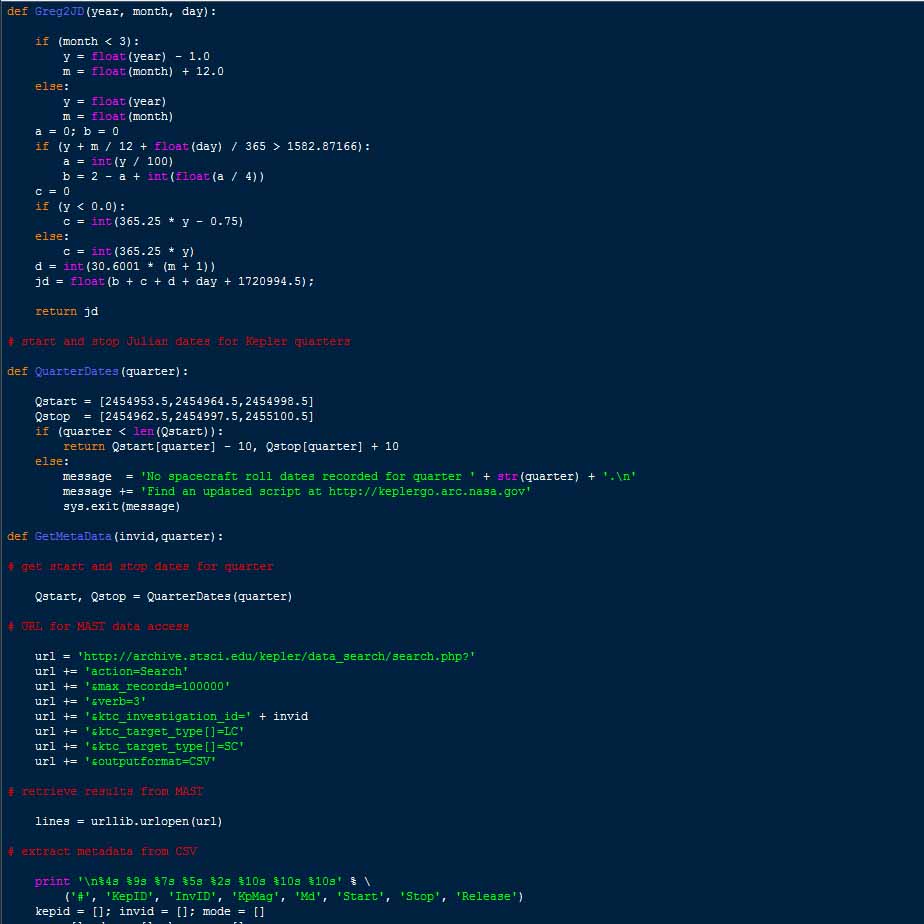 def Greg2JD(year, month, day):
if (month < 3):
y = float(year) - 1.0
m = float(month) + 12.0
else:
y = float(year)
m = float(month)
a = 0; b = 0
if (y + m / 12 + float(day) / 365 > 1582.87166):
a = int(y / 100)
b = 2 - a + int(float(a / 4))
c = 0
if (y < 0.0):
c = int(365.25 * y - 0.75)
else:
c = int(365.25 * y)
d = int(30.6001 * (m + 1))
jd = float(b + c + d + day + 1720994.5);
return jd
# start and stop Julian dates for Kepler quarters
def QuarterDates(quarter):
Qstart = [2454953.5,2454964.5,2454998.5]
Qstop  = [2454962.5,2454997.5,2455100.5]
if (quarter < len(Qstart)):
return Qstart[quarter] - 10, Qstop[quarter] + 10
else:
message  = 'No spacecraft roll dates recorded for quarter ' + str(quarter) + '.\n'
message += 'Find an updated script at http://keplergo.arc.nasa.gov'
sys.exit(message)
def GetMetaData(invid,quarter):
# get start and stop dates for quarter
Qstart, Qstop = QuarterDates(quarter)
# URL for MAST data access
url = 'http://archive.stsci.edu/kepler/data_search/search.php?'
url += 'action=Search'
url += '&max_records=100000'
url += '&verb=3'
url += '&ktc_investigation_id=' + invid
url += '&ktc_target_type[]=LC'
url += '&ktc_target_type[]=SC'
url += '&outputformat=CSV'
# retrieve results from MAST
lines = urllib.urlopen(url)
# extract metadata from CSV
print '\n%4s %9s %7s %5s %2s %10s %10s %10s' % \
('#', 'KepID', 'InvID', 'KpMag', 'Md', 'Start', 'Stop', 'Release')
kepid = []; invid = []; mode = []